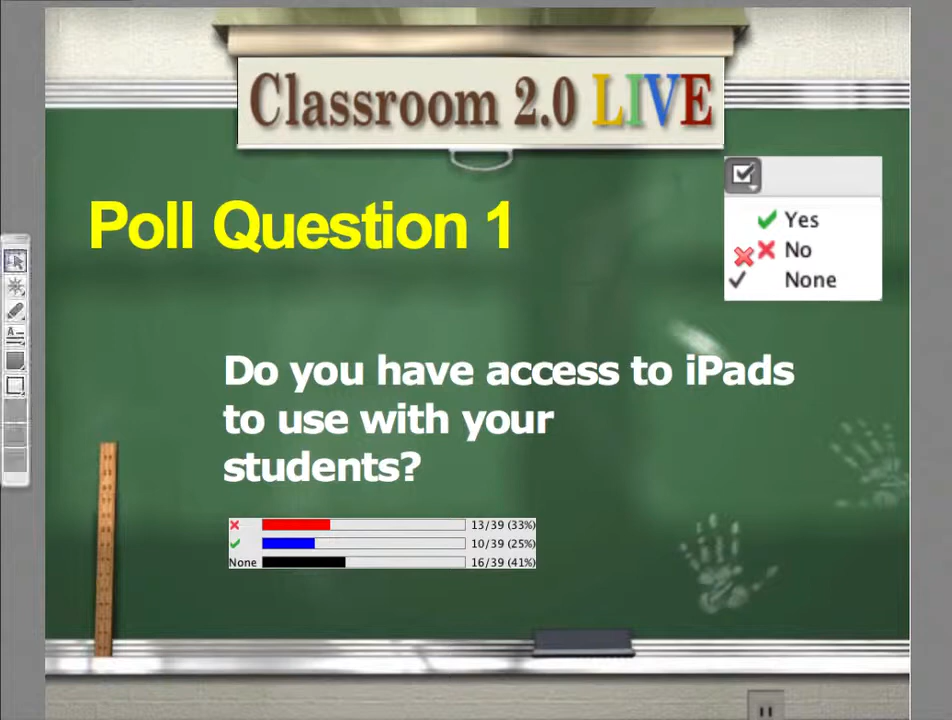 Classroom 2.0 LIVE
Poll Question 1
Yes
No
None
Do you have access to iPads
to use with your
students?
13/39 (33%)
10/39 (25%)
None 16/39 (41%)